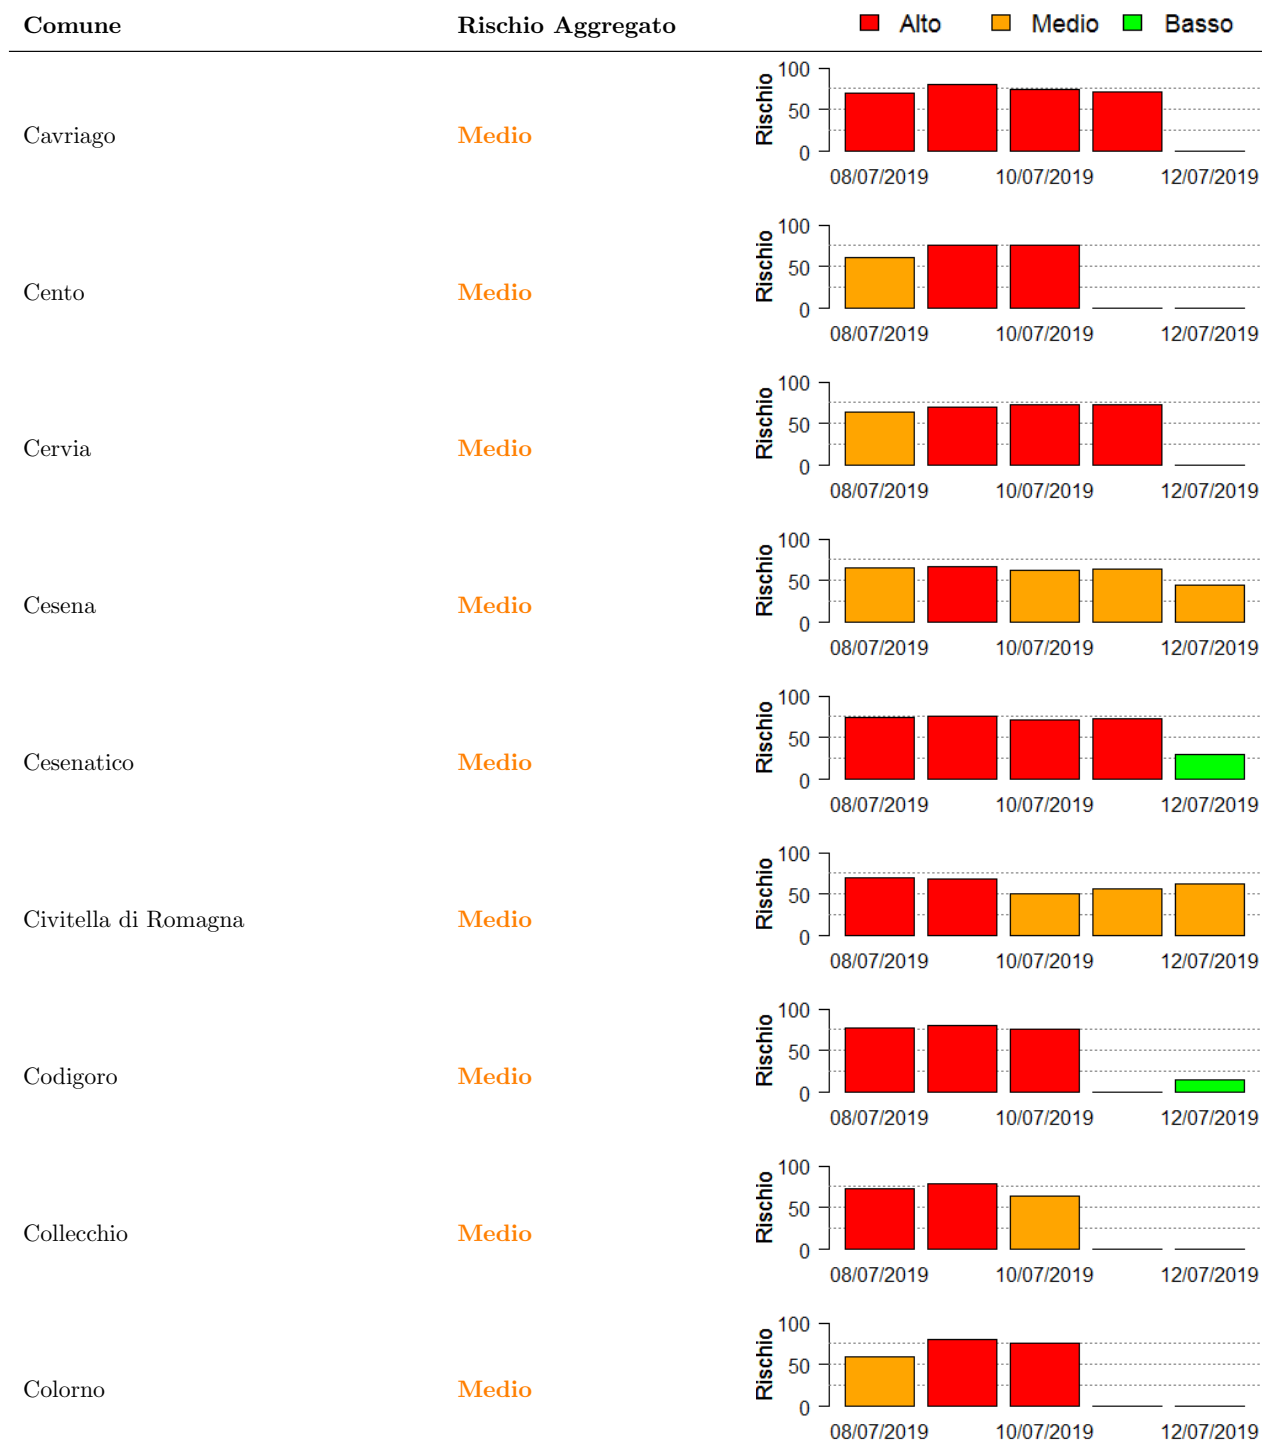 Comune Rischio Aggregato Alto Medio Basso
100
50
0
Rischio
Cavriago Medio
08/07/2019 10/07/2019 12/07/2019
100
50
0
Rischio
Cento Medio
08/07/2019 10/07/2019 12/07/2019
100
50
0
Rischio
Cervia Medio
08/07/2019 10/07/2019 12/07/2019
100
50
0
Rischio
Cesena Medio
08/07/2019 10/07/2019 12/07/2019
100
50
0
Rischio
Cesenatico Medio
08/07/2019 10/07/2019 12/07/2019
100
50
0
Rischio
Civitella di Romagna Medio
08/07/2019 10/07/2019 12/07/2019
100
50
0
Rischio
Codigoro Medio
08/07/2019 10/07/2019 12/07/2019
100
50
0
Rischio
Collecchio Medio
08/07/2019 10/07/2019 12/07/2019
100
50
0
Rischio
Colorno Medio
08/07/2019 10/07/2019 12/07/2019